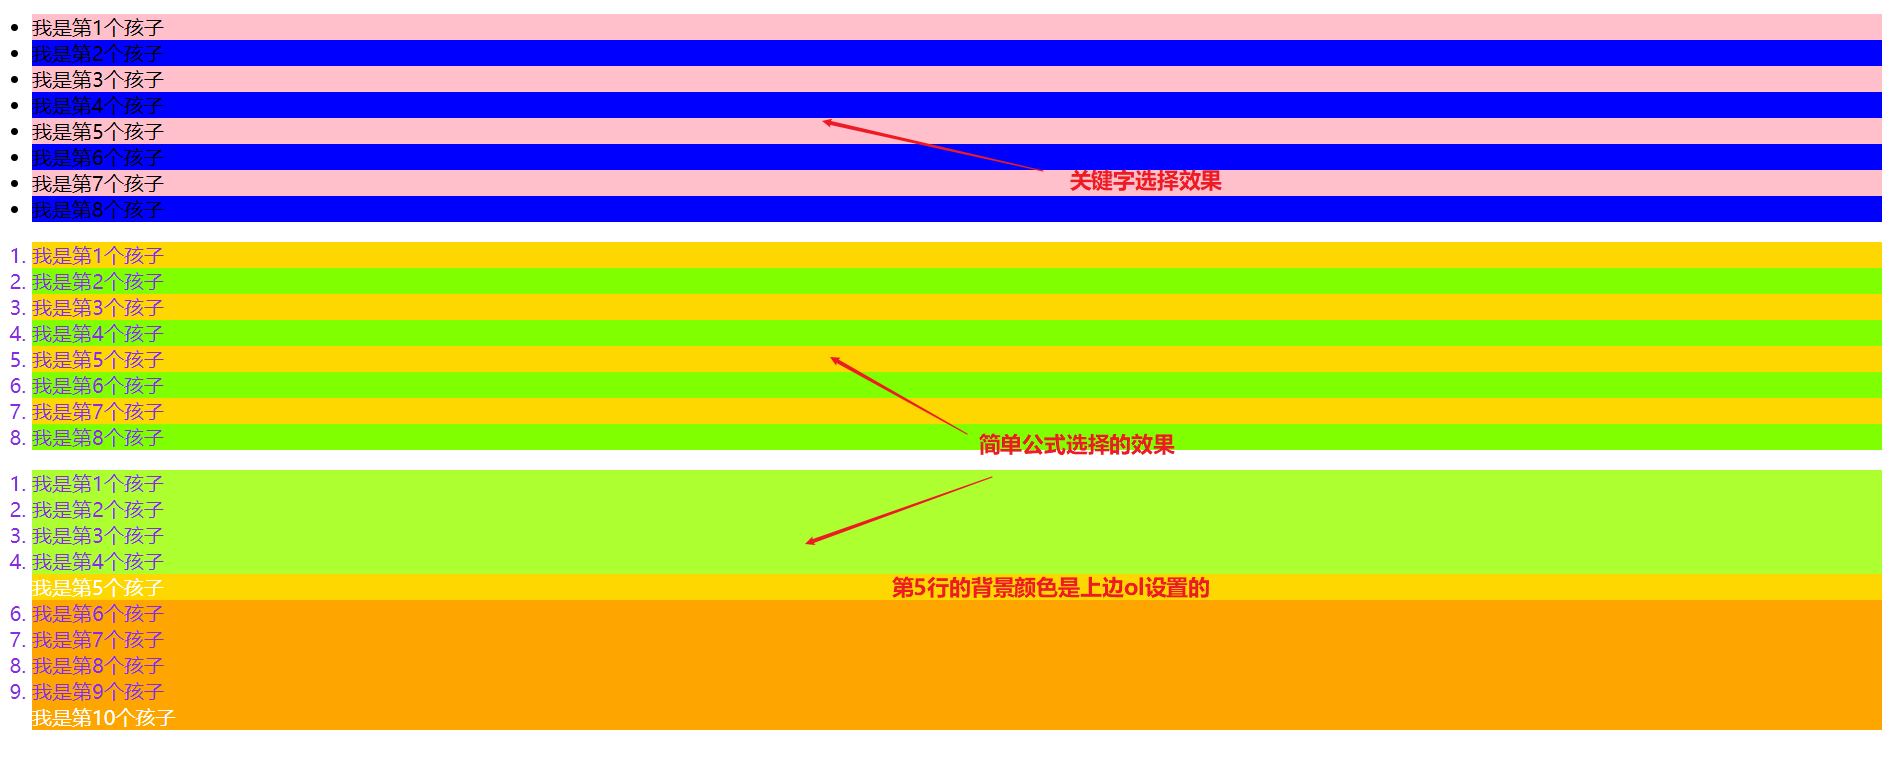 • 我是第1个孩子
• 我是第2个孩子
• 我是第3个孩子
• 我是第4个孩子
• 我是第5个孩子
• 我是第6个孩子
• 我是第7个孩子
关键字选择效果
• 我是第8个孩子
1. 我是第1个孩子
2. 我是第2个孩子
3. 我是第3个孩子
4. 我是第4个孩子
5. 我是第5个孩子
6. 我是第6个孩子
7. 我是第7个孩子
8. 我是第8个孩子
简单公式选择的效果
1. 我是第1个孩子
2. 我是第2个孩子
3. 我是第3个孩子
4. 我是第4个孩子
我是第5个孩子
第5行的背景颜色是上边ol设置的
6. 我是第6个孩子
7. 我是第7个孩子
8. 我是第8个孩子
9. 我是第9个孩子
我是第10个孩子